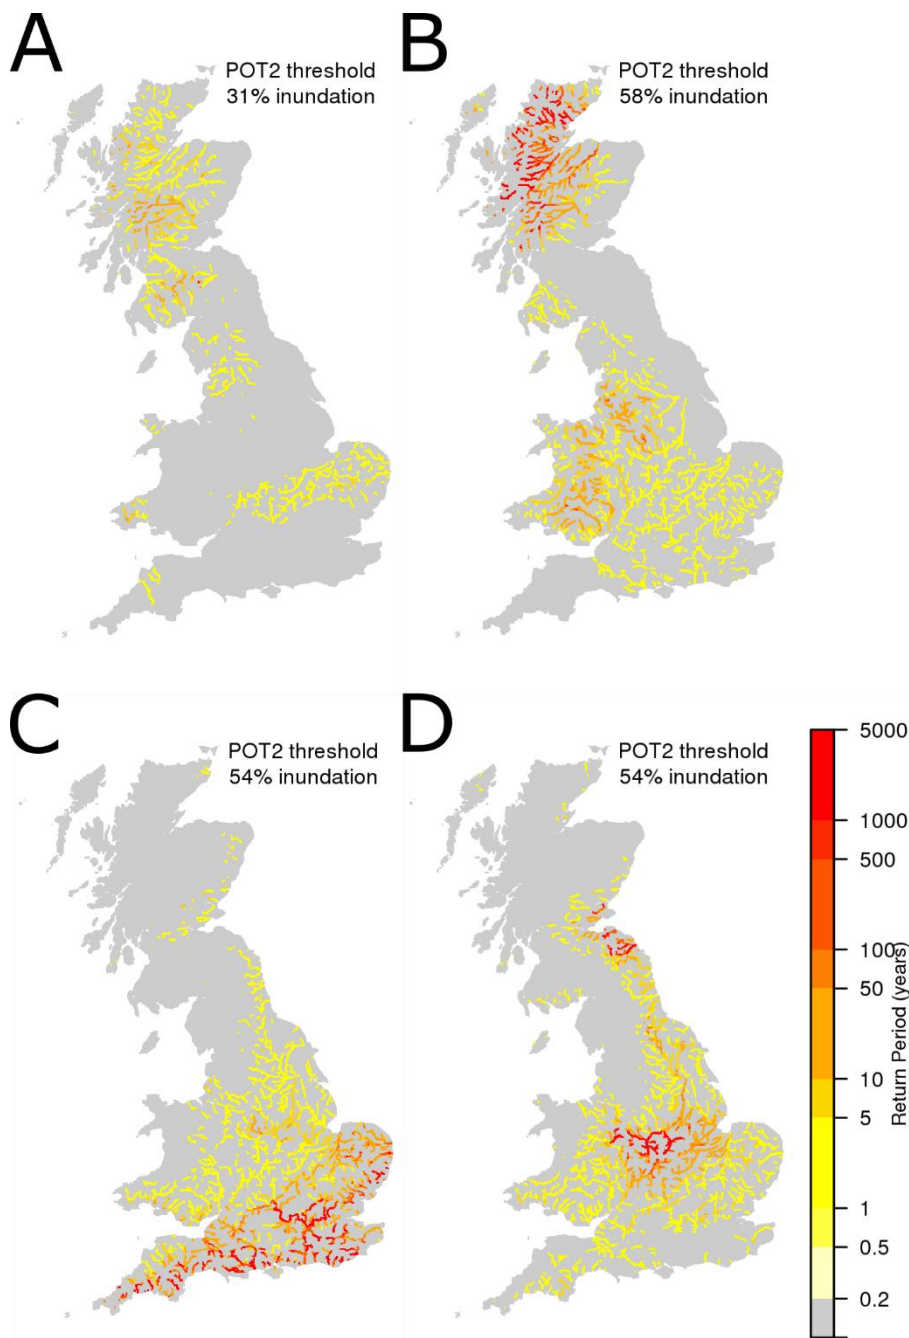 A
POT2 threshold
31% inundation
B
POT2 threshold
58% inundation
C
POT2 threshold
54% inundation
D
POT2 threshold
54% inundation
5000
1000
500
100
50
10
5
1
0.5
0.2
Return Period (years)